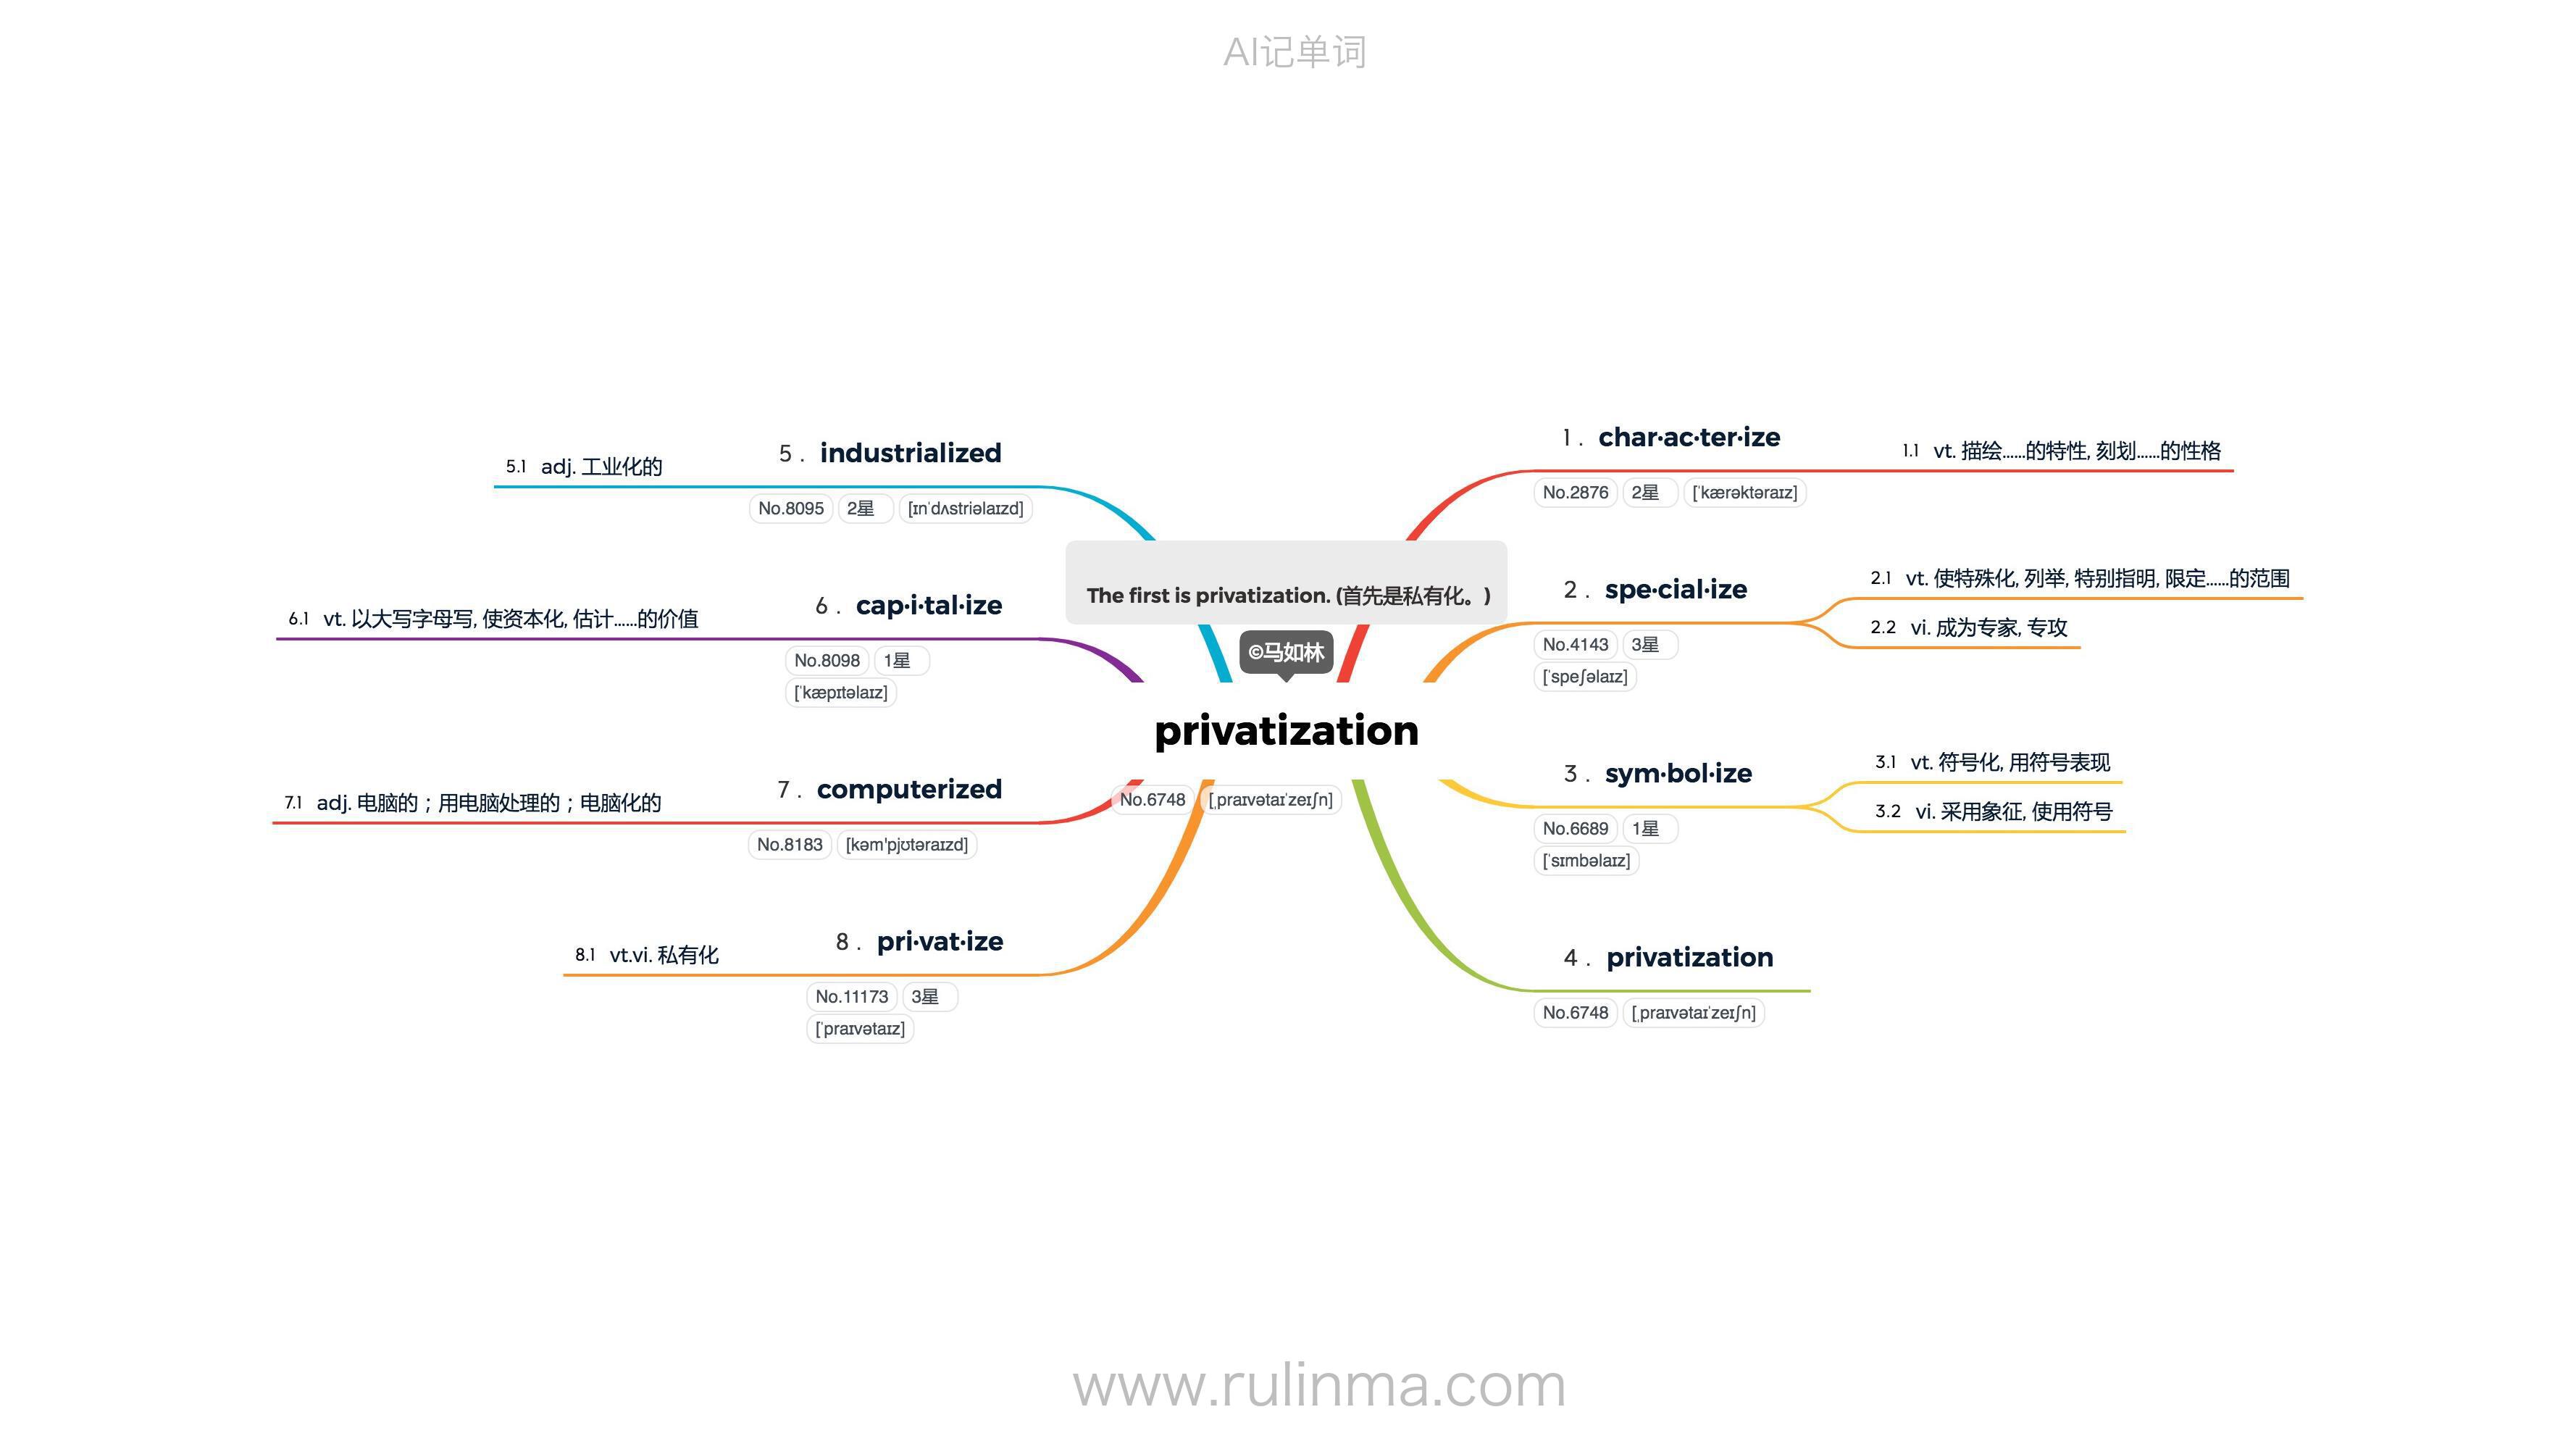 AI记单词
The first is privatization. (首先是私有化。)
©马如林
privatization
No.6748 [ˌpraɪvətaɪˈzeɪʃn]
1 . char·ac·ter·ize
No.2876 2星 [ˈkærəktəraɪz]
1.1 vt. 描绘……的特性, 刻划……的性格
2 . spe·cial·ize
No.4143 3星
[ˈspeʃəlaɪz]
2.1 vt. 使特殊化, 列举, 特别指明, 限定……的范围
2.2 vi. 成为专家, 专攻
3 . sym·bol·ize
No.6689 1星
[ˈsɪmbəlaɪz]
3.1 vt. 符号化, 用符号表现
3.2 vi. 采用象征, 使用符号
4 . privatization
No.6748 [ˌpraɪvətaɪˈzeɪʃn]
5 . industrialized
No.8095 2星 [ɪnˈdʌstriəlaɪzd]
5.1 adj. 工业化的
6 . cap·i·tal·ize
No.8098 1星
[ˈkæpɪtəlaɪz]
6.1 vt. 以大写字母写, 使资本化, 估计……的价值
7 . computerized
No.8183 [kəm'pjʊtəraɪzd]
7.1 adj. 电脑的；用电脑处理的；电脑化的
8 . pri·vat·ize
No.11173 3星
[ˈpraɪvətaɪz]
8.1 vt.vi. 私有化
www.rulinma.com